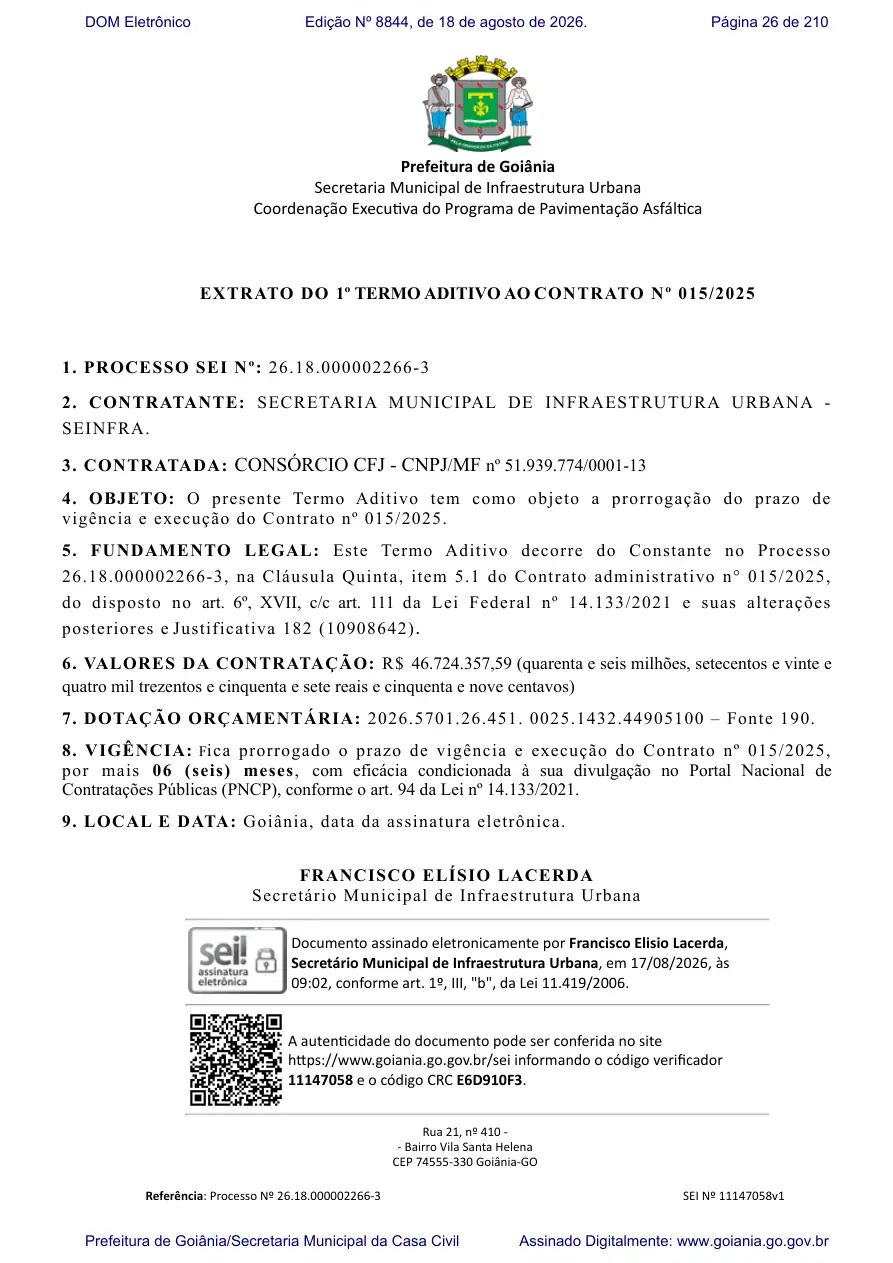 DOM Eletrônico Edição Nº 8844, de 18 de agosto de 2026. Página 26 de 210
PELA GRANDEZA DA PÁTRIA
Prefeitura de Goiânia
Secretaria Municipal de Infraestrutura Urbana
Coordenação Executiva do Programa de Pavimentação Asfáltica
EXTRATO DO 1º TERMO ADITIVO AO CONTRATO Nº 015/2025
1. PROCESSO SEI Nº: 26.18.000002266-3
2. CONTRATANTE: SECRETARIA MUNICIPAL DE INFRAESTRUTURA URBANA -
SEINFRA.
3. CONTRATADA: CONSÓRCIO CFJ - CNPJ/MF nº 51.939.774/0001-13
4. OBJETO: O presente Termo Aditivo tem como objeto a prorrogação do prazo de
vigência e execução do Contrato nº 015/2025.
5. FUNDAMENTO LEGAL: Este Termo Aditivo decorre do Constante no Processo
26.18.000002266-3, na Cláusula Quinta, item 5.1 do Contrato administrativo n° 015/2025,
do disposto no art. 6º, XVII, c/c art. 111 da Lei Federal nº 14.133/2021 e suas alterações
posteriores e Justificativa 182 (10908642).
6. VALORES DA CONTRATAÇÃO: R$ 46.724.357,59 (quarenta e seis milhões, setecentos e vinte e
quatro mil trezentos e cinquenta e sete reais e cinquenta e nove centavos)
7. DOTAÇÃO ORÇAMENTÁRIA: 2026.5701.26.451. 0025.1432.44905100 – Fonte 190.
8. VIGÊNCIA: Fica prorrogado o prazo de vigência e execução do Contrato nº 015/2025,
por mais 06 (seis) meses, com eficácia condicionada à sua divulgação no Portal Nacional de
Contratações Públicas (PNCP), conforme o art. 94 da Lei nº 14.133/2021.
9. LOCAL E DATA: Goiânia, data da assinatura eletrônica.
FRANCISCO ELÍSIO LACERDA
Secretário Municipal de Infraestrutura Urbana
sei!
assinatura
eletrônica
Documento assinado eletronicamente por Francisco Elisio Lacerda,
Secretário Municipal de Infraestrutura Urbana, em 17/08/2026, às
09:02, conforme art. 1º, III, "b", da Lei 11.419/2006.
A autenticidade do documento pode ser conferida no site
https://www.goiania.go.gov.br/sei informando o código verificador
11147058 e o código CRC E6D910F3.
Rua 21, nº 410 -
- Bairro Vila Santa Helena
CEP 74555-330 Goiânia-GO
Referência: Processo Nº 26.18.000002266-3 SEI Nº 11147058v1
Prefeitura de Goiânia/Secretaria Municipal da Casa Civil Assinado Digitalmente: www.goiania.go.gov.br